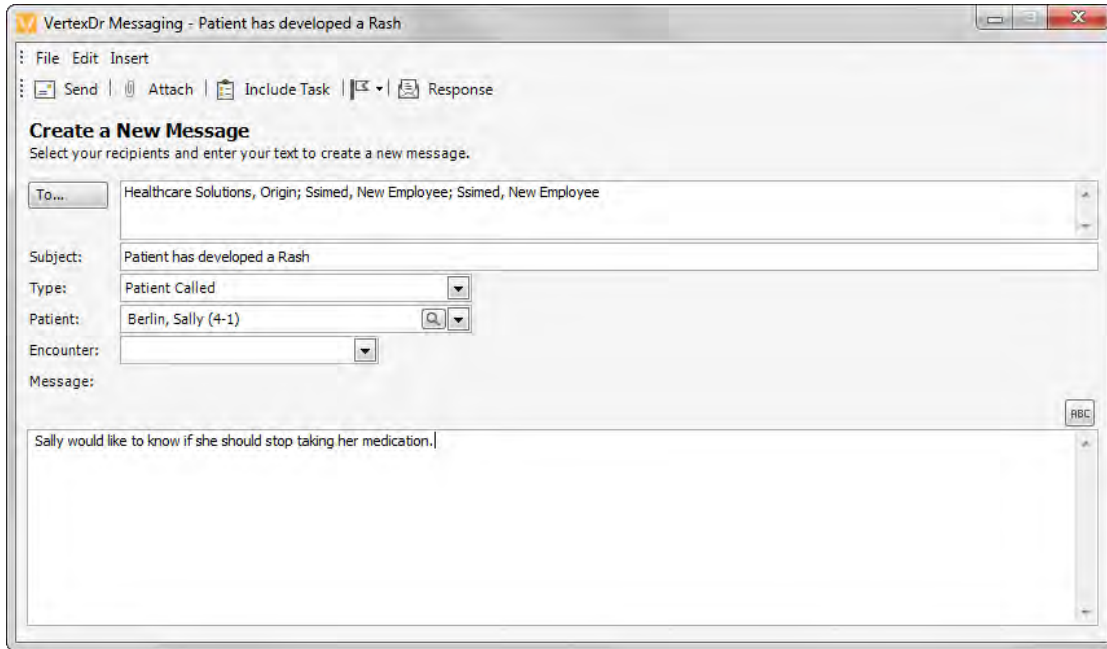 VertexDr Messaging - Patient has developed a Rash
File Edit Insert
Send Attach Include Task Response
Create a New Message
Select your recipients and enter your text to create a new message.
To... Healthcare Solutions, Origin; Ssimed, New Employee; Ssimed, New Employee
Subject: Patient has developed a Rash
Type: Patient Called
Patient: Berlin, Sally (4-1)
Encounter:
Message:
ABC
Sally would like to know if she should stop taking her medication.